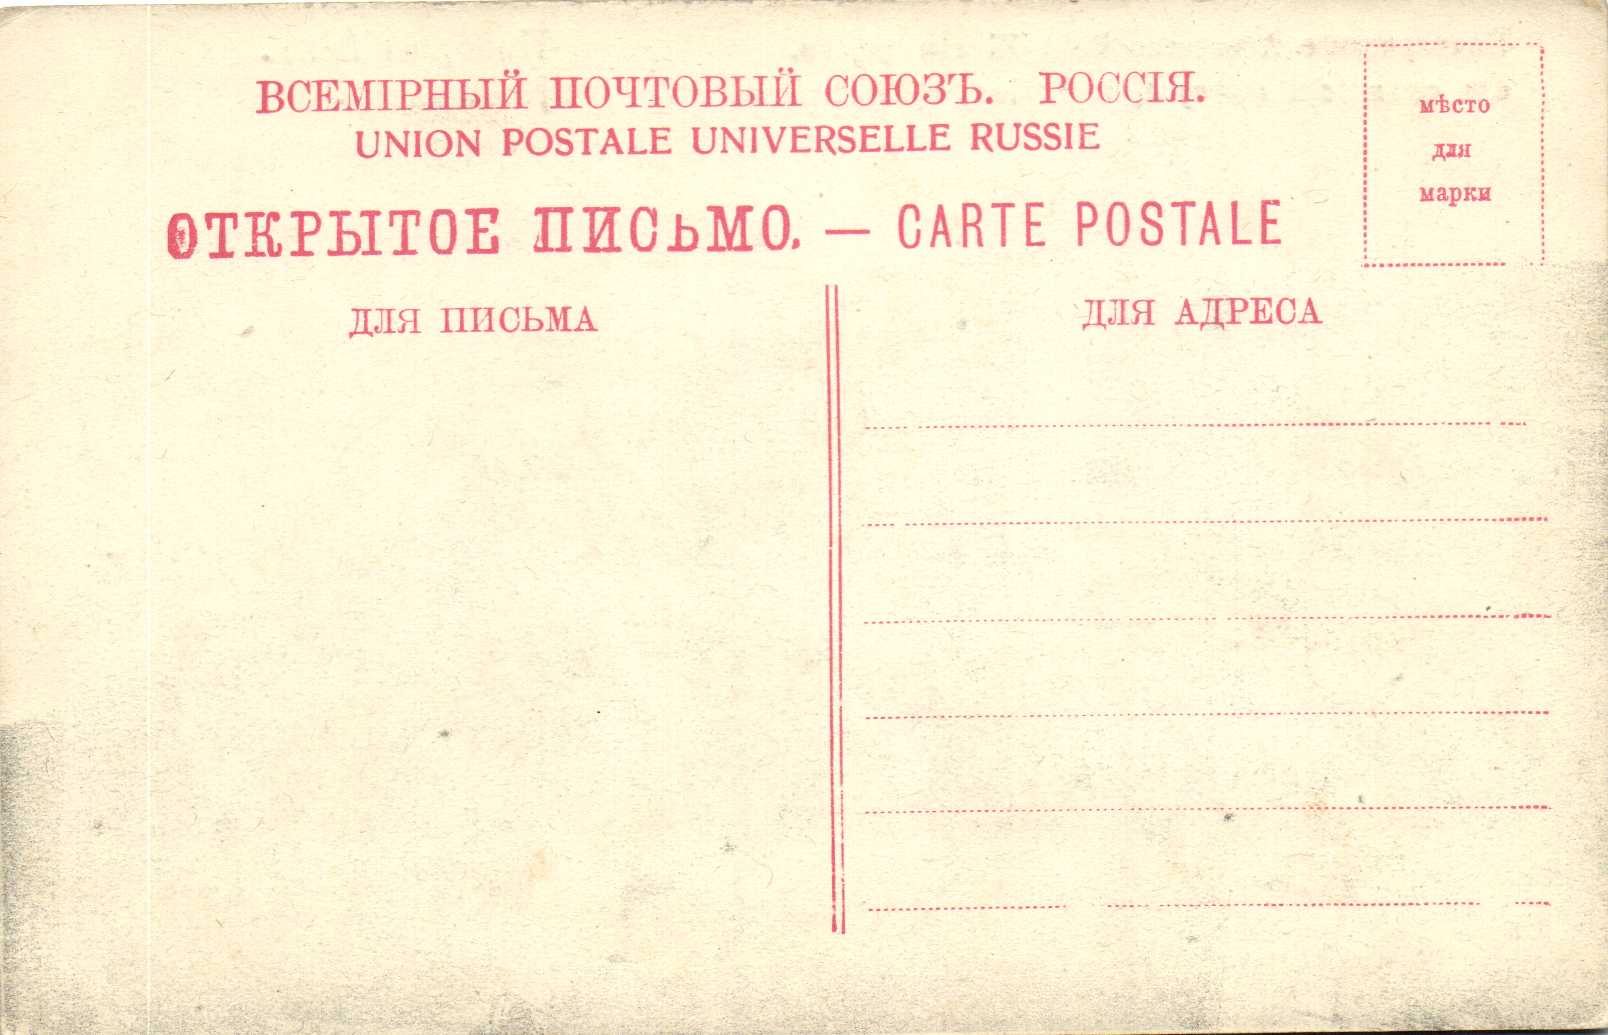 ВСЕМІРНЫЙ ПОЧТОВЫЙ СОЮЗЪ. РОССІЯ.
UNION POSTALE UNIVERSELLE RUSSIE
ОТКРЫТОЕ ПИСЬМО. — CARTE POSTALE
мѣсто
для
марки
ДЛЯ ПИСЬМА
ДЛЯ АДРЕСА